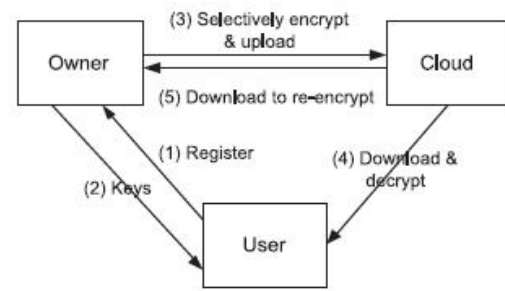 (3) Selectively encrypt
& upload
Owner
Cloud
(5) Download to re-encrypt
(1) Register
(4) Download &
decrypt
(2) Keys
User